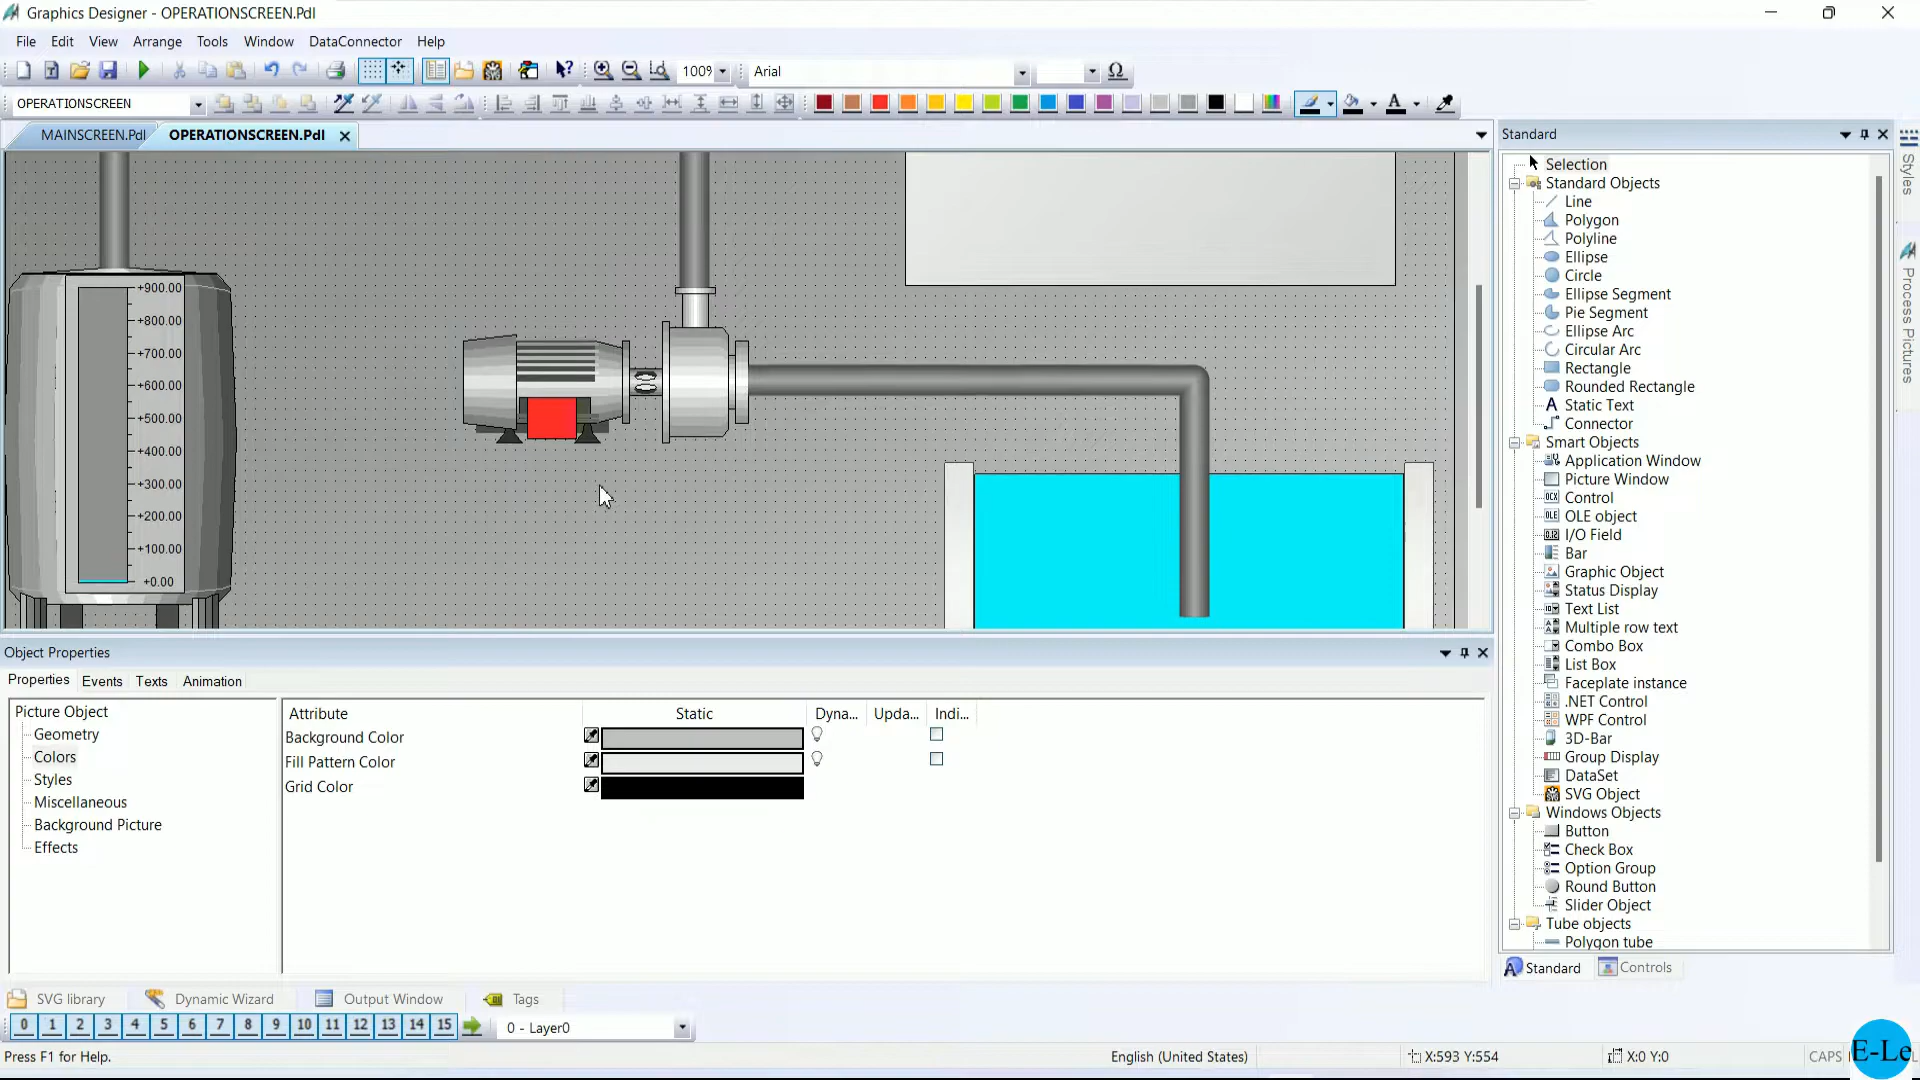 Graphics Designer - OPERATIONSCREEN.Pdl
File Edit View Arrange Tools Window DataConnector Help
100% Arial
OPERATIONSCREEN
MAINSCREEN.Pdl OPERATIONSCREEN.Pdl
+900.00
+800.00
+700.00
+600.00
+500.00
+400.00
+300.00
+200.00
+100.00
+0.00
Standard
Selection
Standard Objects
Line
Polygon
Polyline
Ellipse
Circle
Ellipse Segment
Pie Segment
Ellipse Arc
Circular Arc
Rectangle
Rounded Rectangle
A Static Text
Connector
Smart Objects
Application Window
Picture Window
OCX Control
OLE OLE object
0.12 I/O Field
Bar
Graphic Object
Status Display
Text List
Multiple row text
Combo Box
List Box
Faceplate instance
.NET Control
WPF Control
3D-Bar
Group Display
DataSet
SVG Object
Windows Objects
Button
Check Box
Option Group
Round Button
Slider Object
Tube objects
Polygon tube
Standard Controls
Styles
Process Pictures
Object Properties
Properties Events Texts Animation
Picture Object
Geometry
Colors
Styles
Miscellaneous
Background Picture
Effects
Attribute Static Dyna... Upda... Indi...
Background Color
Fill Pattern Color
Grid Color
SVG library Dynamic Wizard Output Window Tags
0 1 2 3 4 5 6 7 8 9 10 11 12 13 14 15 0 - Layer0
Press F1 for Help. English (United States) X:593 Y:554 X:0 Y:0 CAPS
E-Le